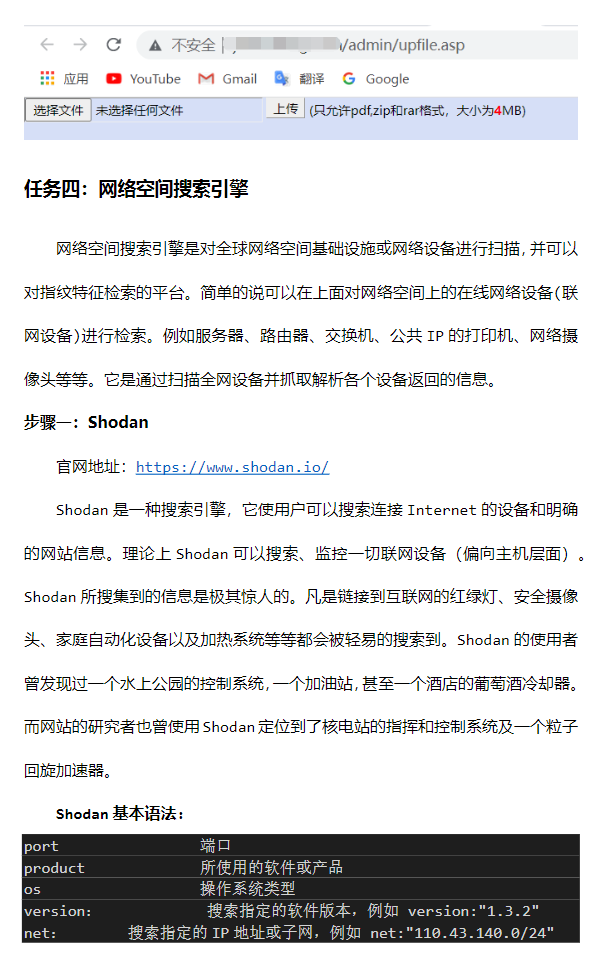 不安全 /admin/upfile.asp
应用 YouTube Gmail 翻译 Google
选择文件 未选择任何文件 上传 (只允许pdf,zip和rar格式，大小为4MB)
任务四：网络空间搜索引擎
网络空间搜索引擎是对全球网络空间基础设施或网络设备进行扫描,并可以
对指纹特征检索的平台。简单的说可以在上面对网络空间上的在线网络设备(联
网设备)进行检索。例如服务器、路由器、交换机、公共 IP 的打印机、网络摄
像头等等。它是通过扫描全网设备并抓取解析各个设备返回的信息。
步骤一：Shodan
官网地址：https://www.shodan.io/
Shodan 是一种搜索引擎，它使用户可以搜索连接 Internet 的设备和明确
的网站信息。理论上 Shodan 可以搜索、监控一切联网设备（偏向主机层面）。
Shodan 所搜集到的信息是极其惊人的。凡是链接到互联网的红绿灯、安全摄像
头、家庭自动化设备以及加热系统等等都会被轻易的搜索到。Shodan 的使用者
曾发现过一个水上公园的控制系统,一个加油站,甚至一个酒店的葡萄酒冷却器。
而网站的研究者也曾使用 Shodan 定位到了核电站的指挥和控制系统及一个粒子
回旋加速器。
Shodan 基本语法：
port 端口
product 所使用的软件或产品
os 操作系统类型
version: 搜索指定的软件版本，例如 version:"1.3.2"
net: 搜索指定的 IP 地址或子网，例如 net:"110.43.140.0/24"